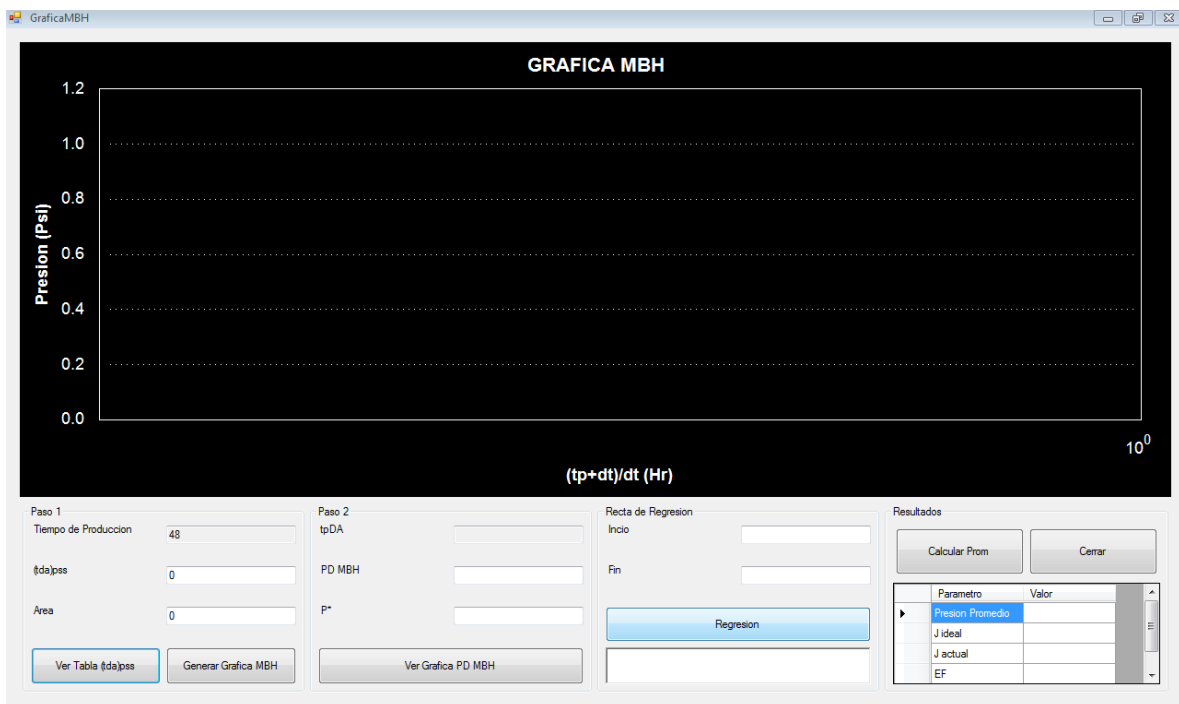 GraficaMBH
GRAFICA MBH
1.2
1.0
0.8
0.6
0.4
0.2
0.0
Presion (Psi)
10^0
(tp+dt)/dt (Hr)
Paso 1
Tiempo de Produccion 48
(tda)pss 0
Area 0
Ver Tabla (tda)pss Generar Grafica MBH
Paso 2
tpDA
PD MBH
P*
Ver Grafica PD MBH
Recta de Regresion
Incio
Fin
Regresion
Resultados
Calcular Prom Cerrar
Parametro Valor
Presion Promedio
J ideal
J actual
EF